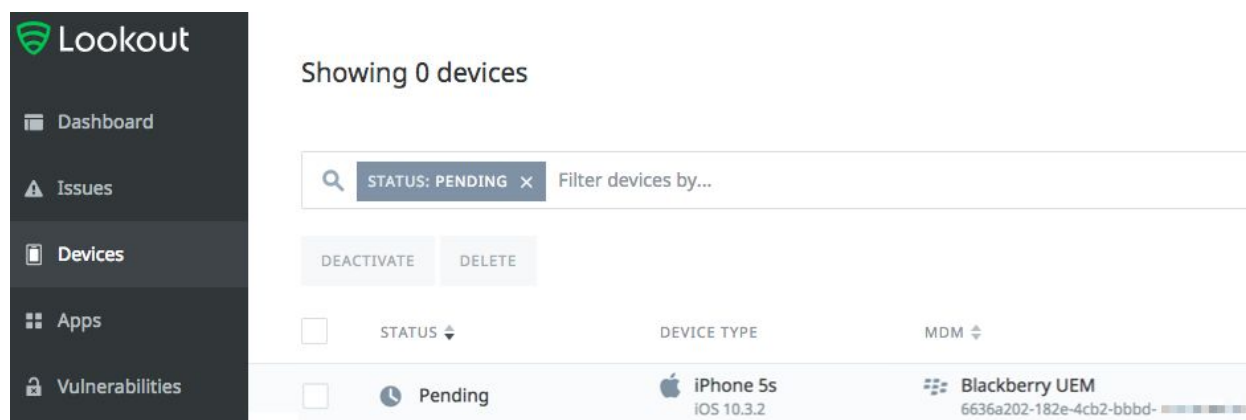 Lookout
Dashboard
Issues
Devices
Apps
Vulnerabilities
Showing 0 devices
STATUS: PENDING × Filter devices by...
DEACTIVATE DELETE
STATUS DEVICE TYPE MDM
Pending iPhone 5s Blackberry UEM
iOS 10.3.2 6636a202-182e-4cb2-bbbd-